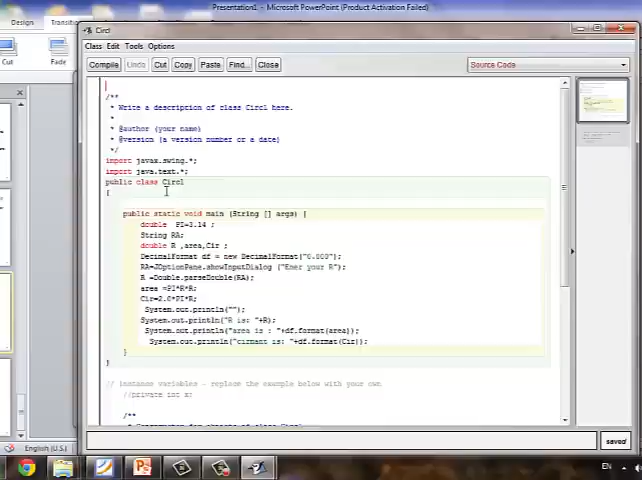 Presentation1 - Microsoft PowerPoint (Product Activation Failed)
Design
Transitio
Cut
Fade
Circl
Class Edit Tools Options
Compile Undo Cut Copy Paste Find... Close
Source Code
/**
* Write a description of class Circl here.
*
* @author (your name)
* @version (a version number or a date)
*/
import javax.swing.*;
import java.text.*;
public class Circl
{
public static void main (String [] args) {
double PI=3.14 ;
String RA;
double R ,area,Cir ;
DecimalFormat df = new DecimalFormat("0.000");
RA=JOptionPane.showInputDialog ("Ener your R");
R =Double.parseDouble(RA);
area =PI*R*R;
Cir=2.0*PI*R;
System.out.println("");
System.out.println("R is: "+R);
System.out.println("area is : "+df.format(area));
System.out.println("cirmant is: "+df.format(Cir));
}
}
// instance variables - replace the example below with your own
//private int x;
/**
saved
English (U.S.)
EN